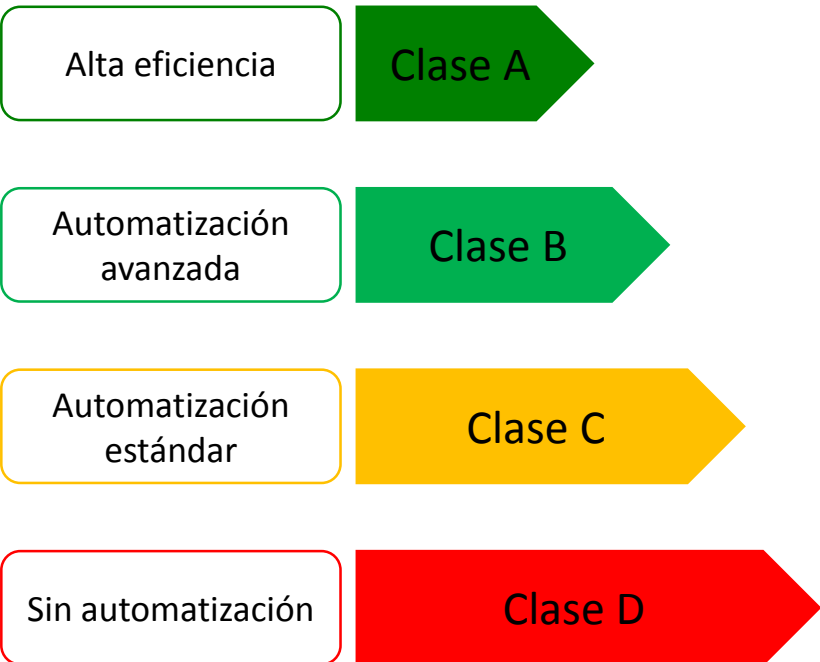 Alta eficiencia
Clase A
Automatización
avanzada
Clase B
Automatización
estándar
Clase C
Sin automatización
Clase D